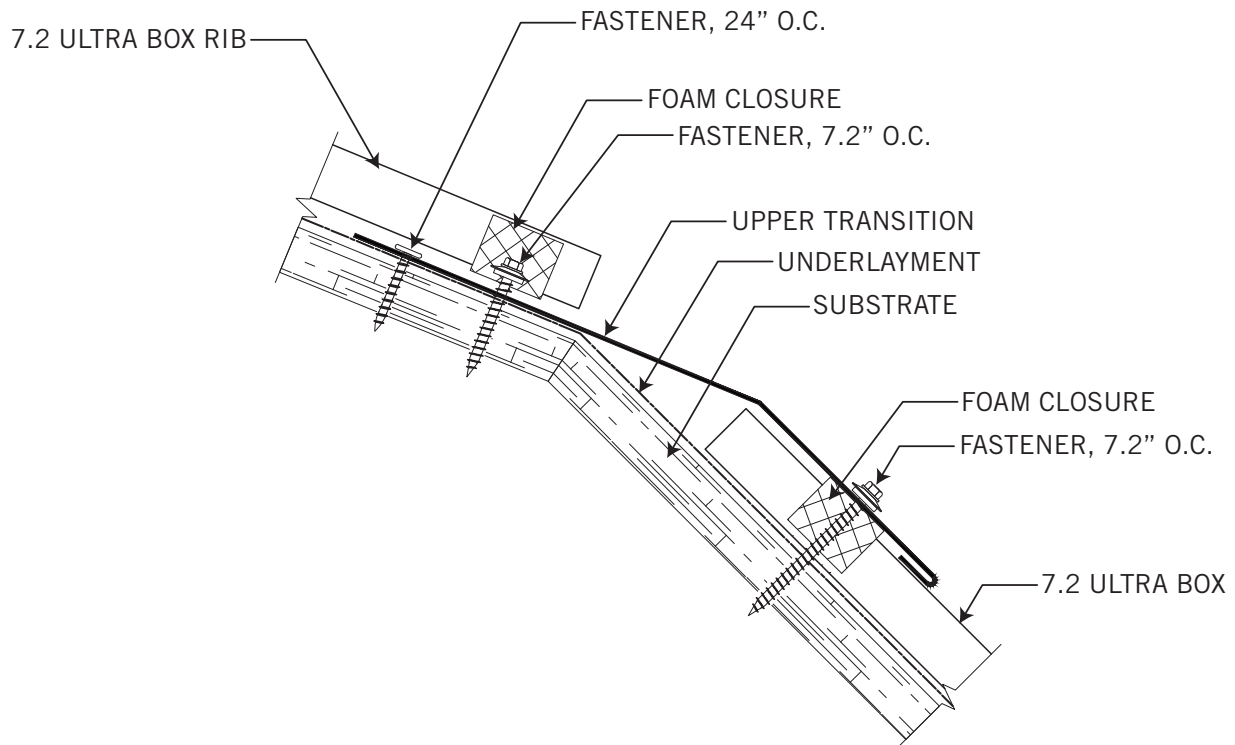 FASTENER, 24” O.C.
7.2 ULTRA BOX RIB
FOAM CLOSURE
FASTENER, 7.2” O.C.
UPPER TRANSITION
UNDERLAYMENT
SUBSTRATE
FOAM CLOSURE
FASTENER, 7.2” O.C.
7.2 ULTRA BOX